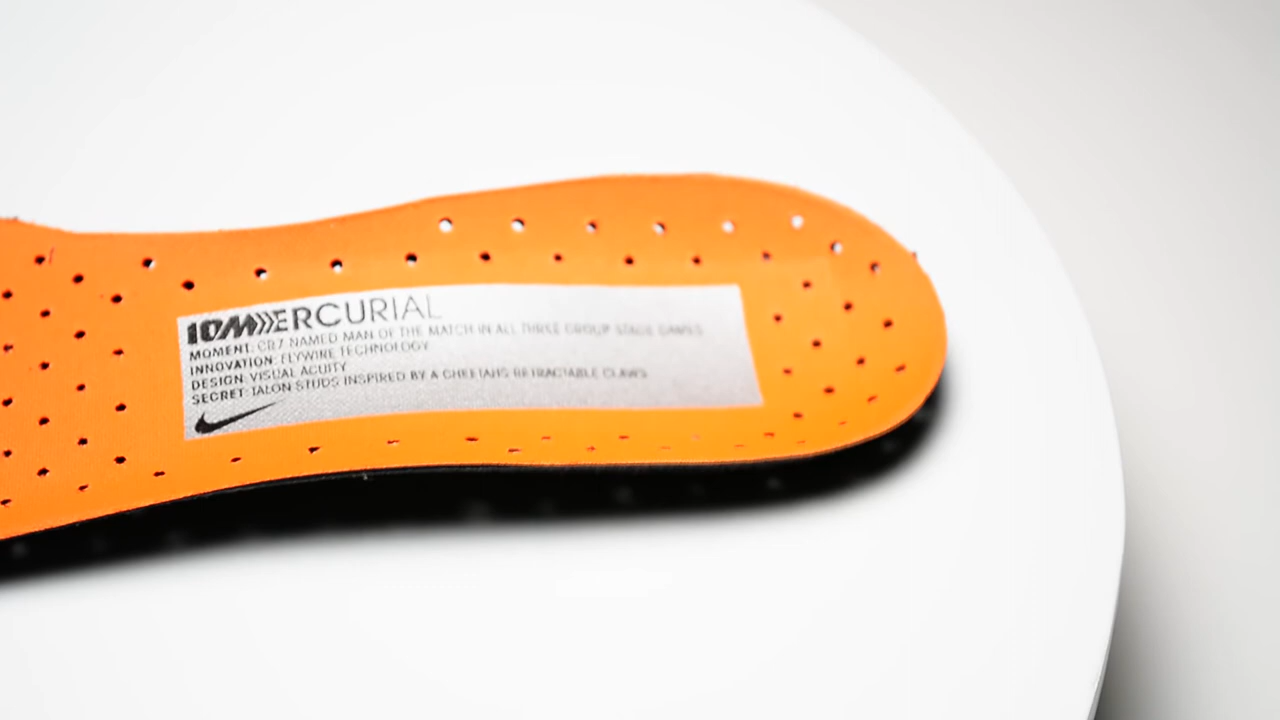 10MERCURIAL
MOMENT: CR7 NAMED MAN OF THE MATCH IN ALL THREE GROUP STAGE GAMES
INNOVATION: FLYWIRE TECHNOLOGY
DESIGN: VISUAL ACUITY
SECRET: TALON STUDS INSPIRED BY A CHEETAHS RETRACTABLE CLAWS